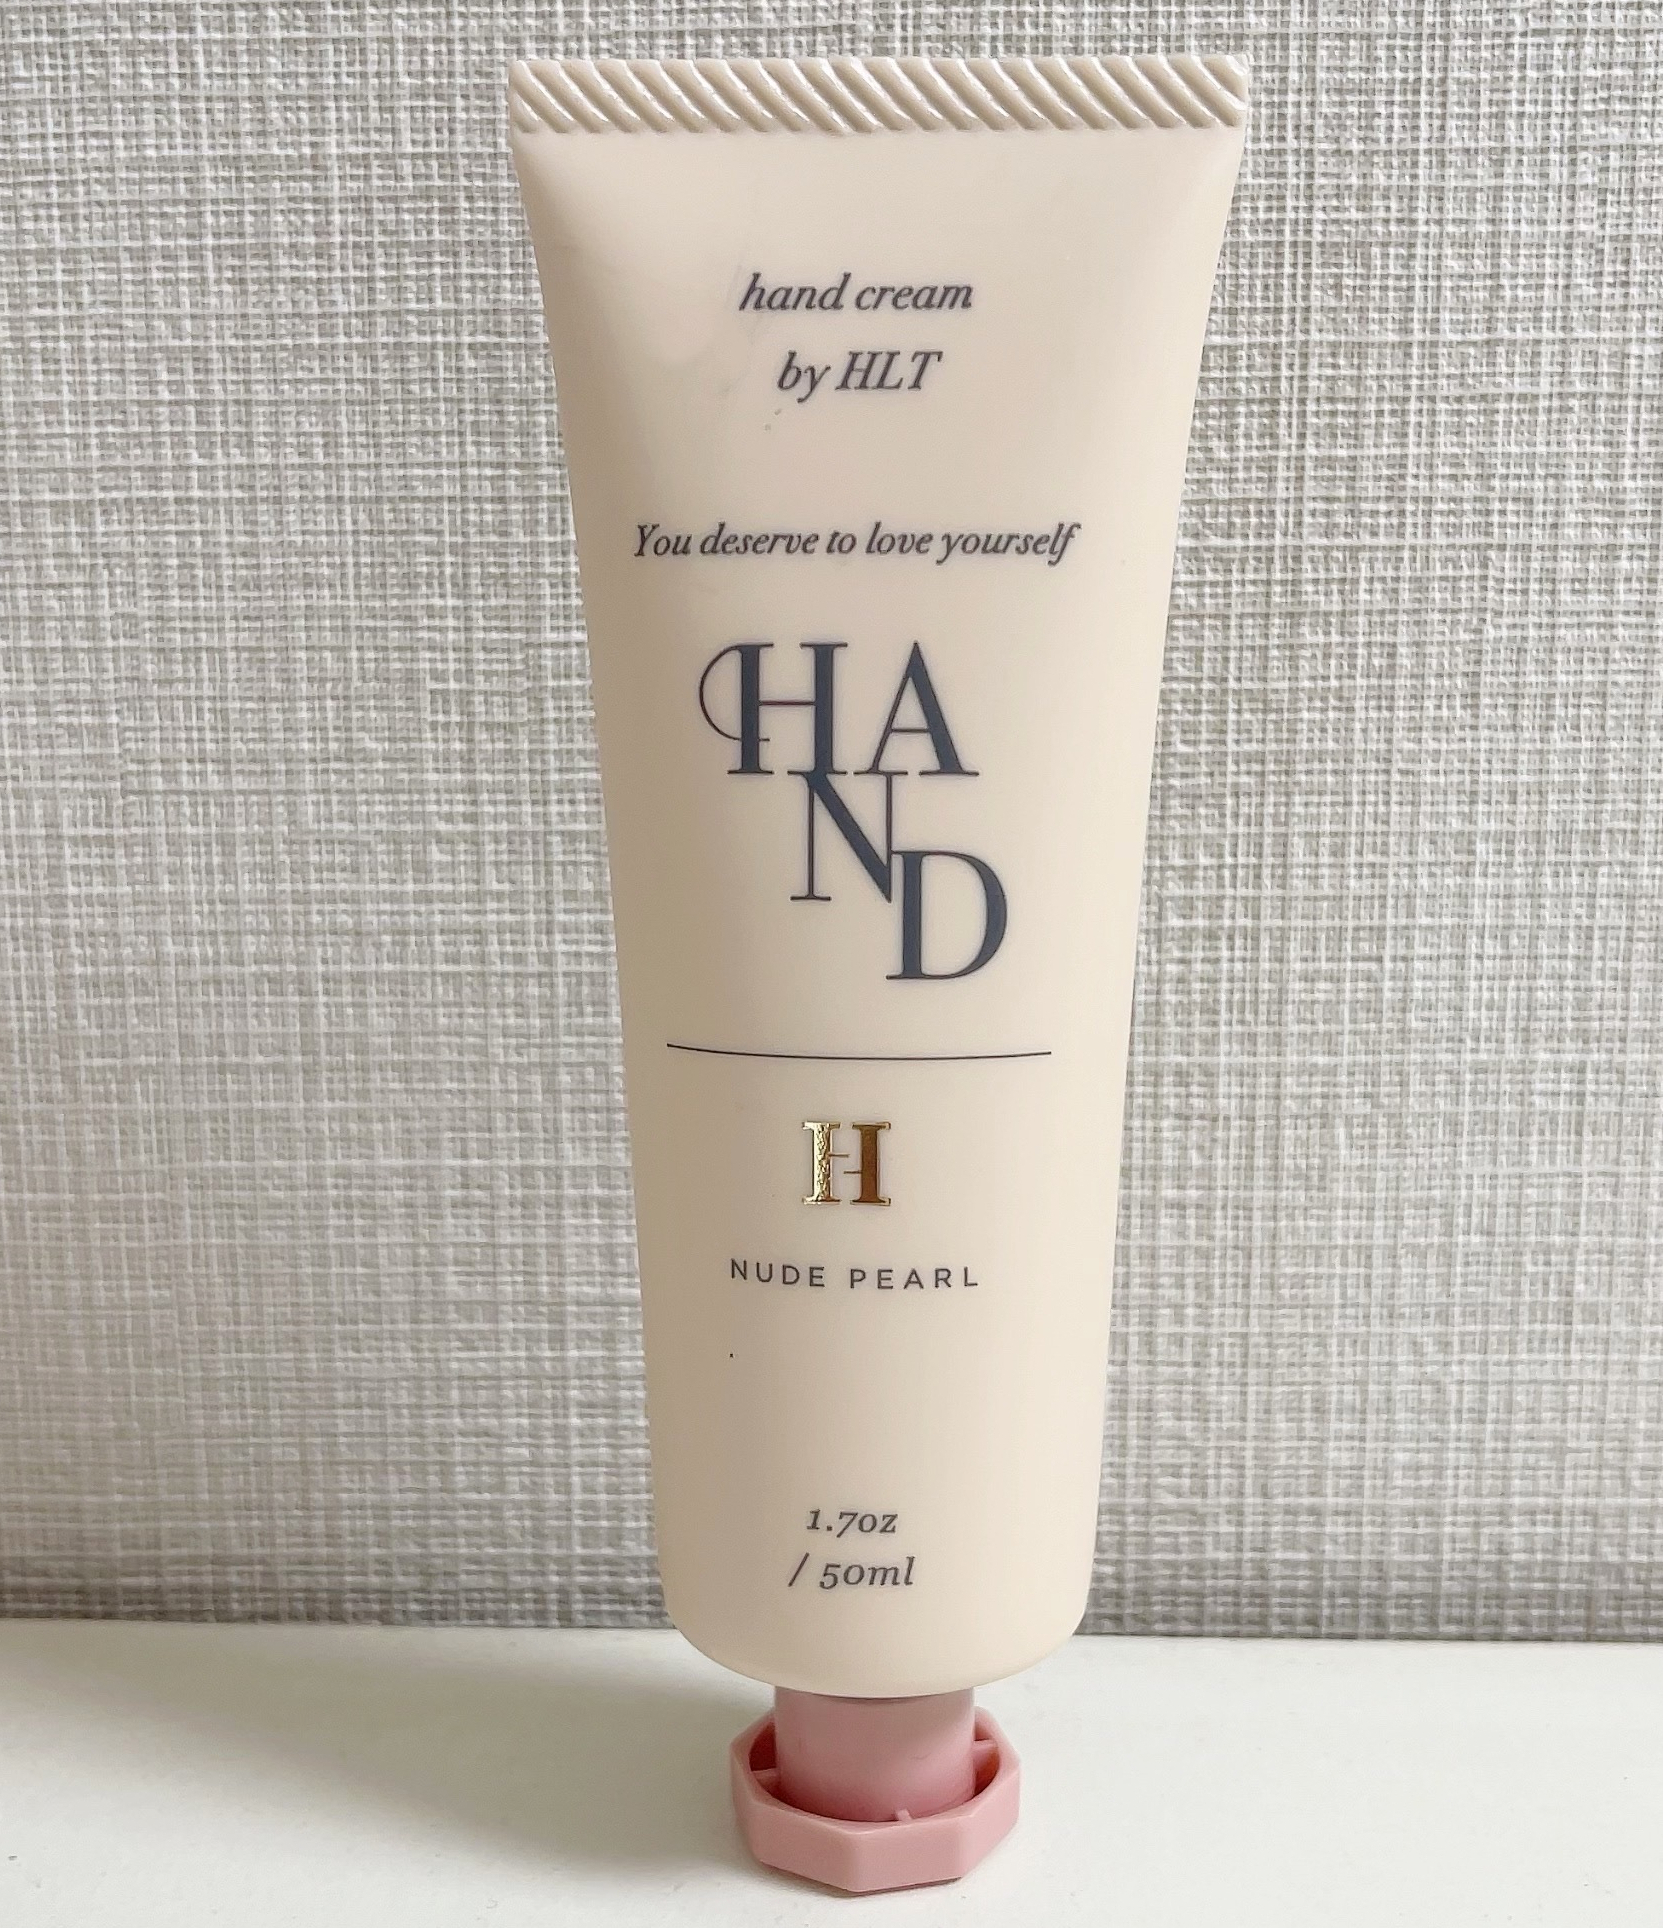 hand cream
by HLT
You deserve to love yourself
HA
N
D
H
NUDE PEARL
1.7oz
/ 50ml